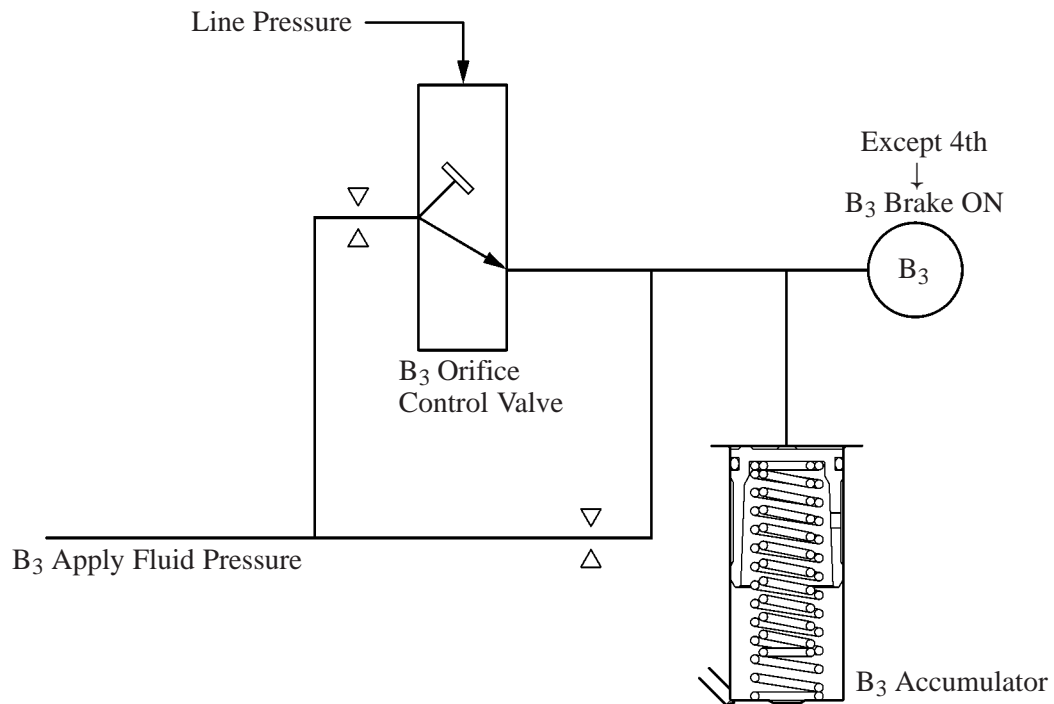 Line Pressure
Except 4th
↓
B₃ Brake ON
B₃
B₃ Orifice
Control Valve
B₃ Apply Fluid Pressure
B₃ Accumulator